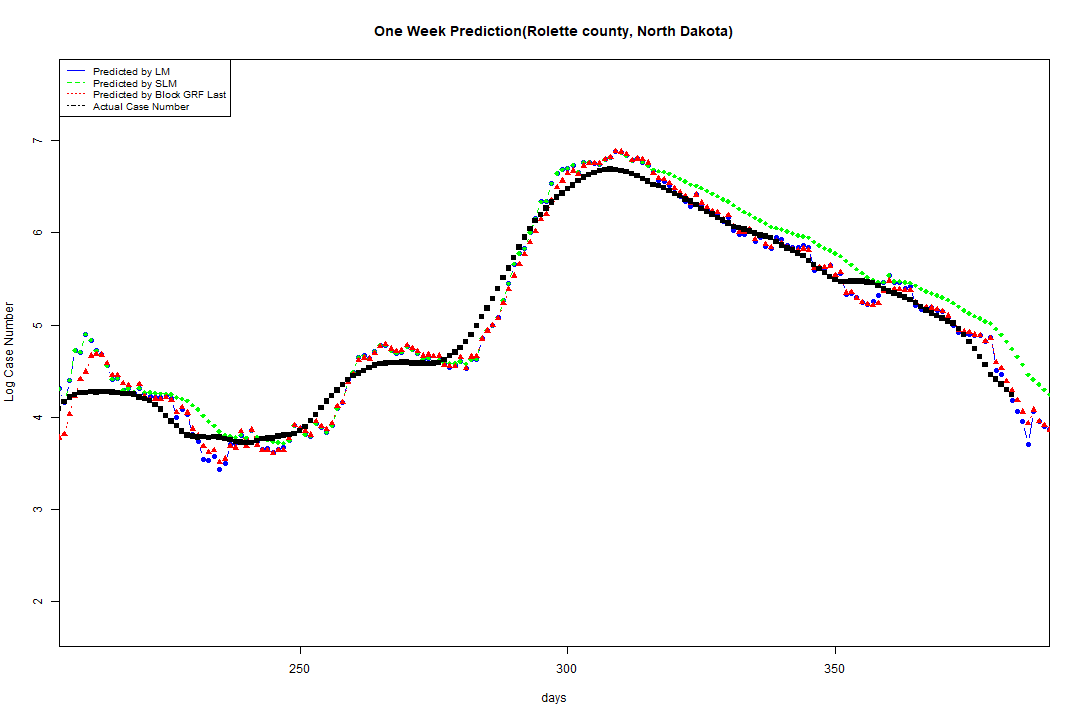 One Week Prediction(Rolette county, North Dakota)
Predicted by LM
Predicted by SLM
Predicted by Block GRF Last
Actual Case Number
Log Case Number
7
6
5
4
3
2
250 300 350
days